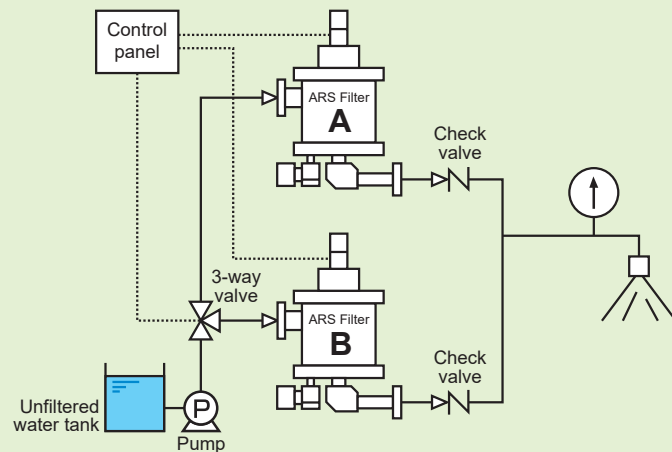 Control
panel
ARS Filter
A
Check
valve
3-way
valve
ARS Filter
B
Check
valve
Unfiltered
water tank
P
Pump